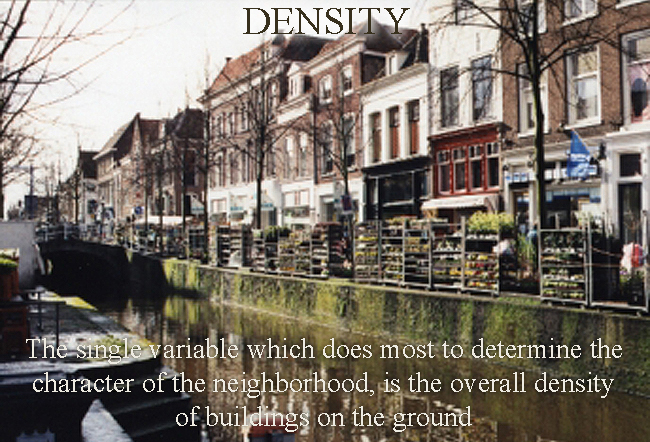 DENSITY
The single variable which does most to determine the
character of the neighborhood, is the overall density
of buildings on the ground